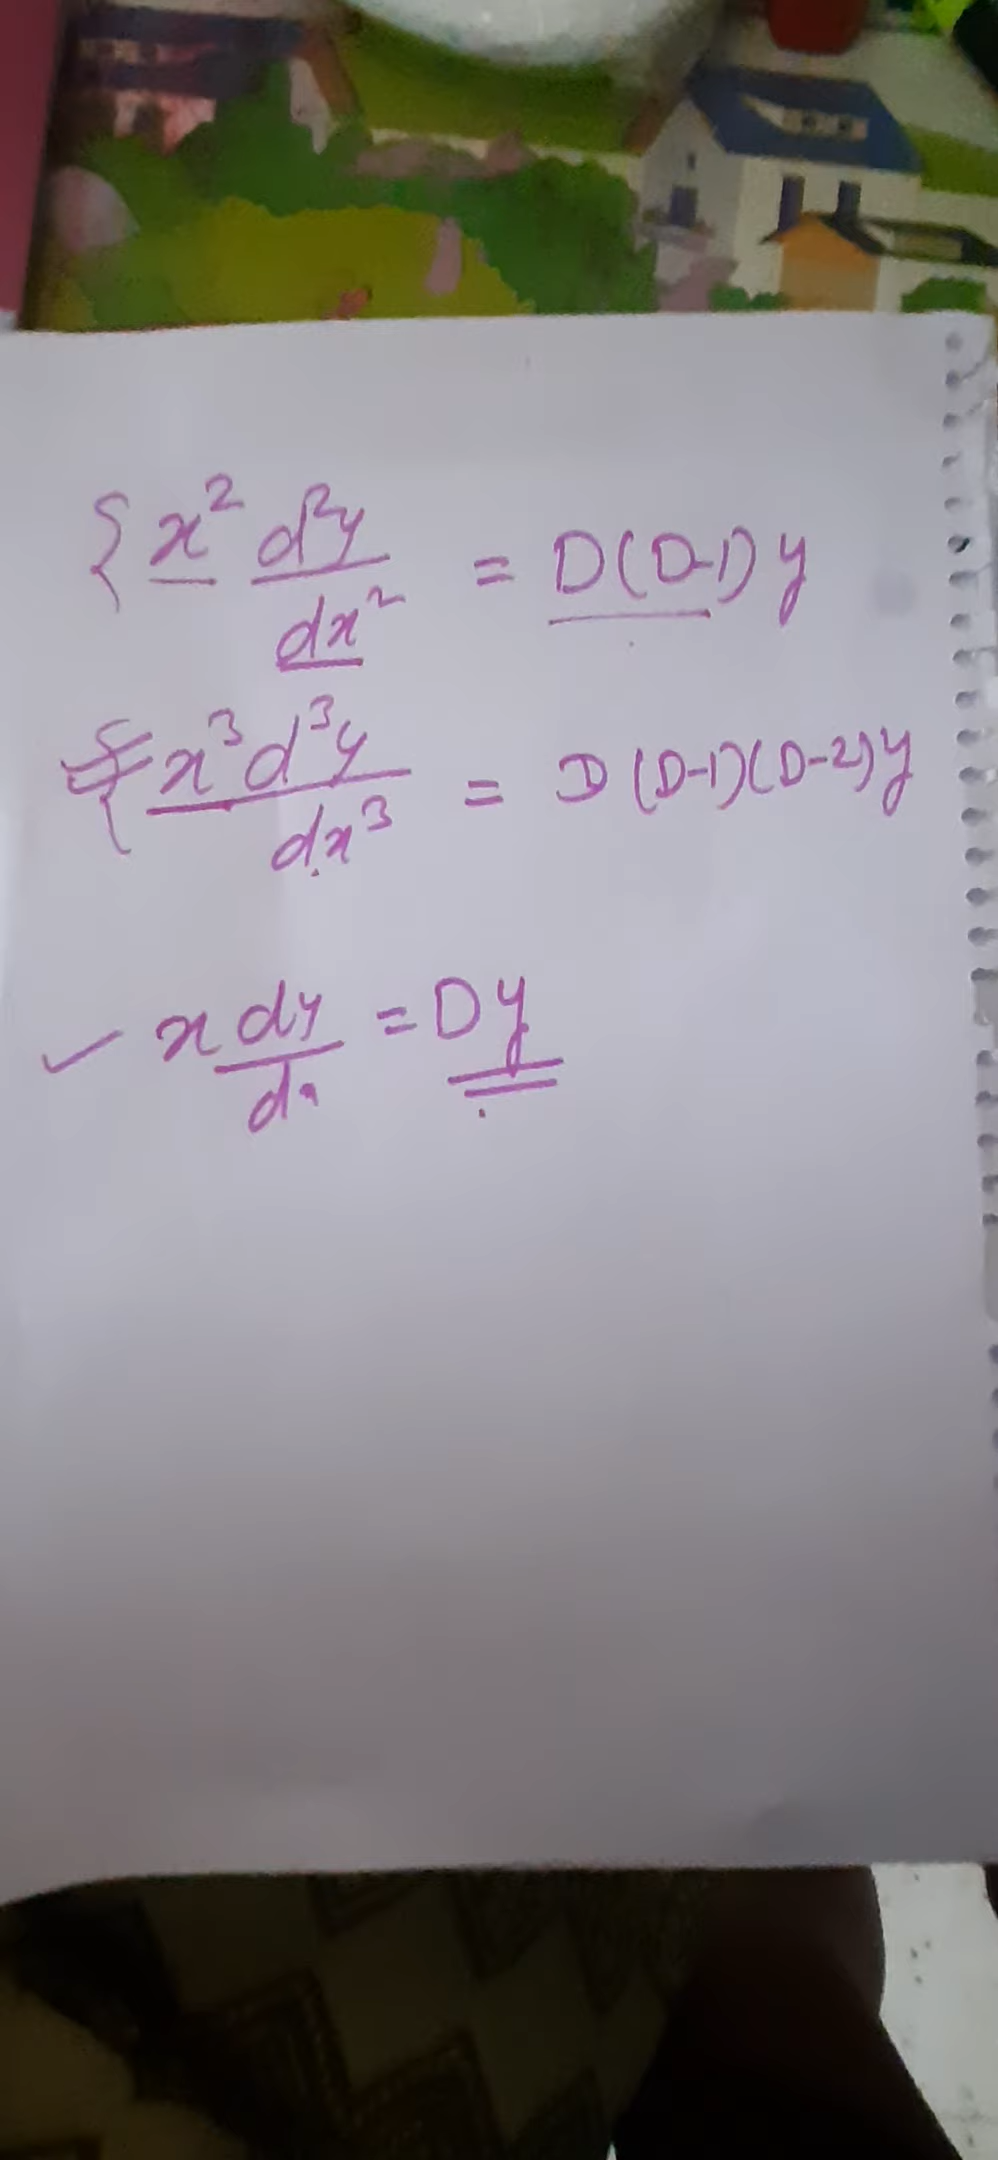 { x² d²y/dx² = D(D-1) y
{ x³ d³y/dx³ = D (D-1)(D-2) y
✓ x dy/dx = Dy